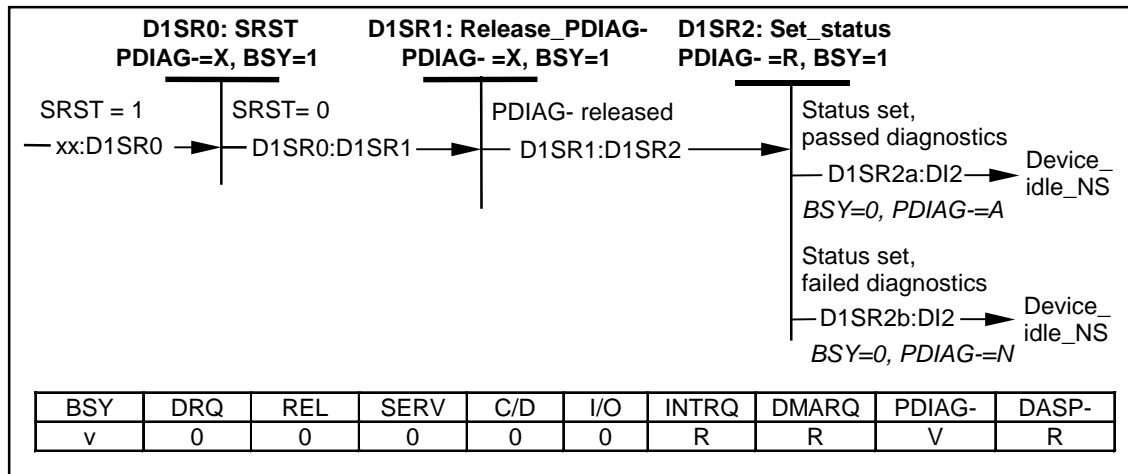 D1SR0: SRST
PDIAG-=X, BSY=1
D1SR1: Release_PDIAG-
PDIAG- =X, BSY=1
D1SR2: Set_status
PDIAG- =R, BSY=1
SRST = 1
xx:D1SR0
SRST= 0
D1SR0:D1SR1
PDIAG- released
D1SR1:D1SR2
Status set,
passed diagnostics
D1SR2a:DI2
BSY=0, PDIAG-=A
Device_
idle_NS
Status set,
failed diagnostics
D1SR2b:DI2
BSY=0, PDIAG-=N
Device_
idle_NS
BSY DRQ REL SERV C/D I/O INTRQ DMARQ PDIAG- DASP-
v 0 0 0 0 0 R R V R